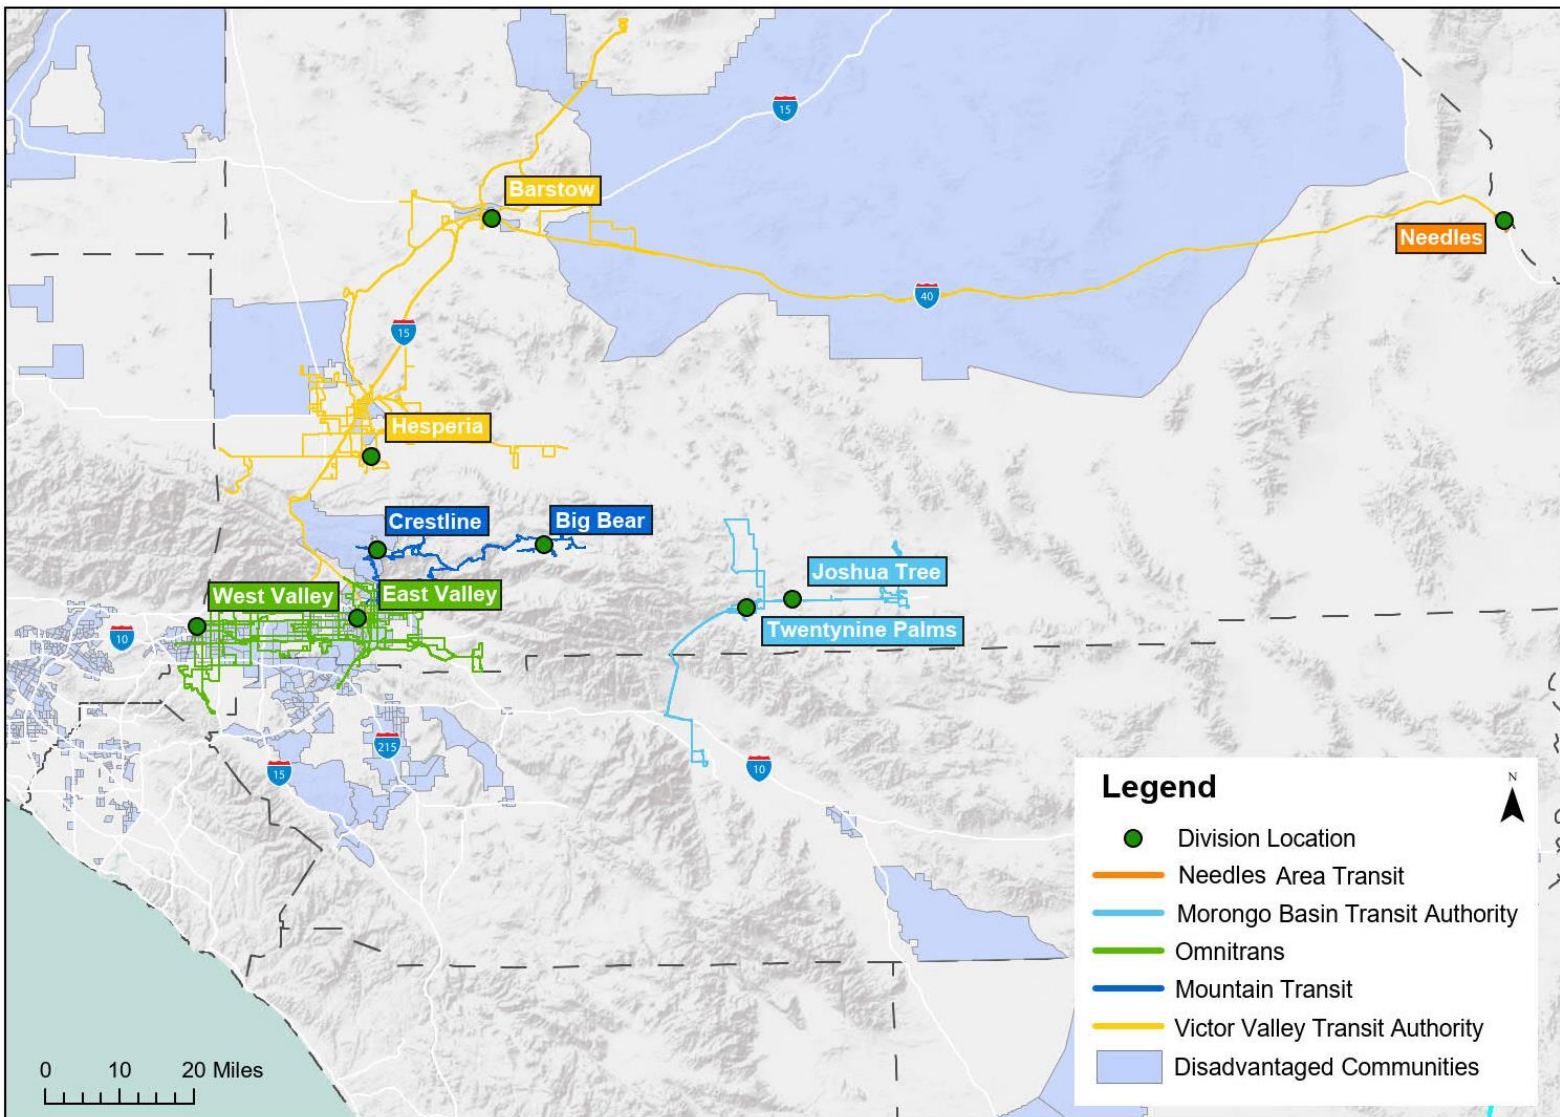 15
Barstow
Needles
40
15
Hesperia
Crestline
Big Bear
Joshua Tree
West Valley
East Valley
Twentynine Palms
10
215
15
10
Legend
N
Division Location
Needles Area Transit
Morongo Basin Transit Authority
Omnitrans
Mountain Transit
Victor Valley Transit Authority
Disadvantaged Communities
0 10 20 Miles